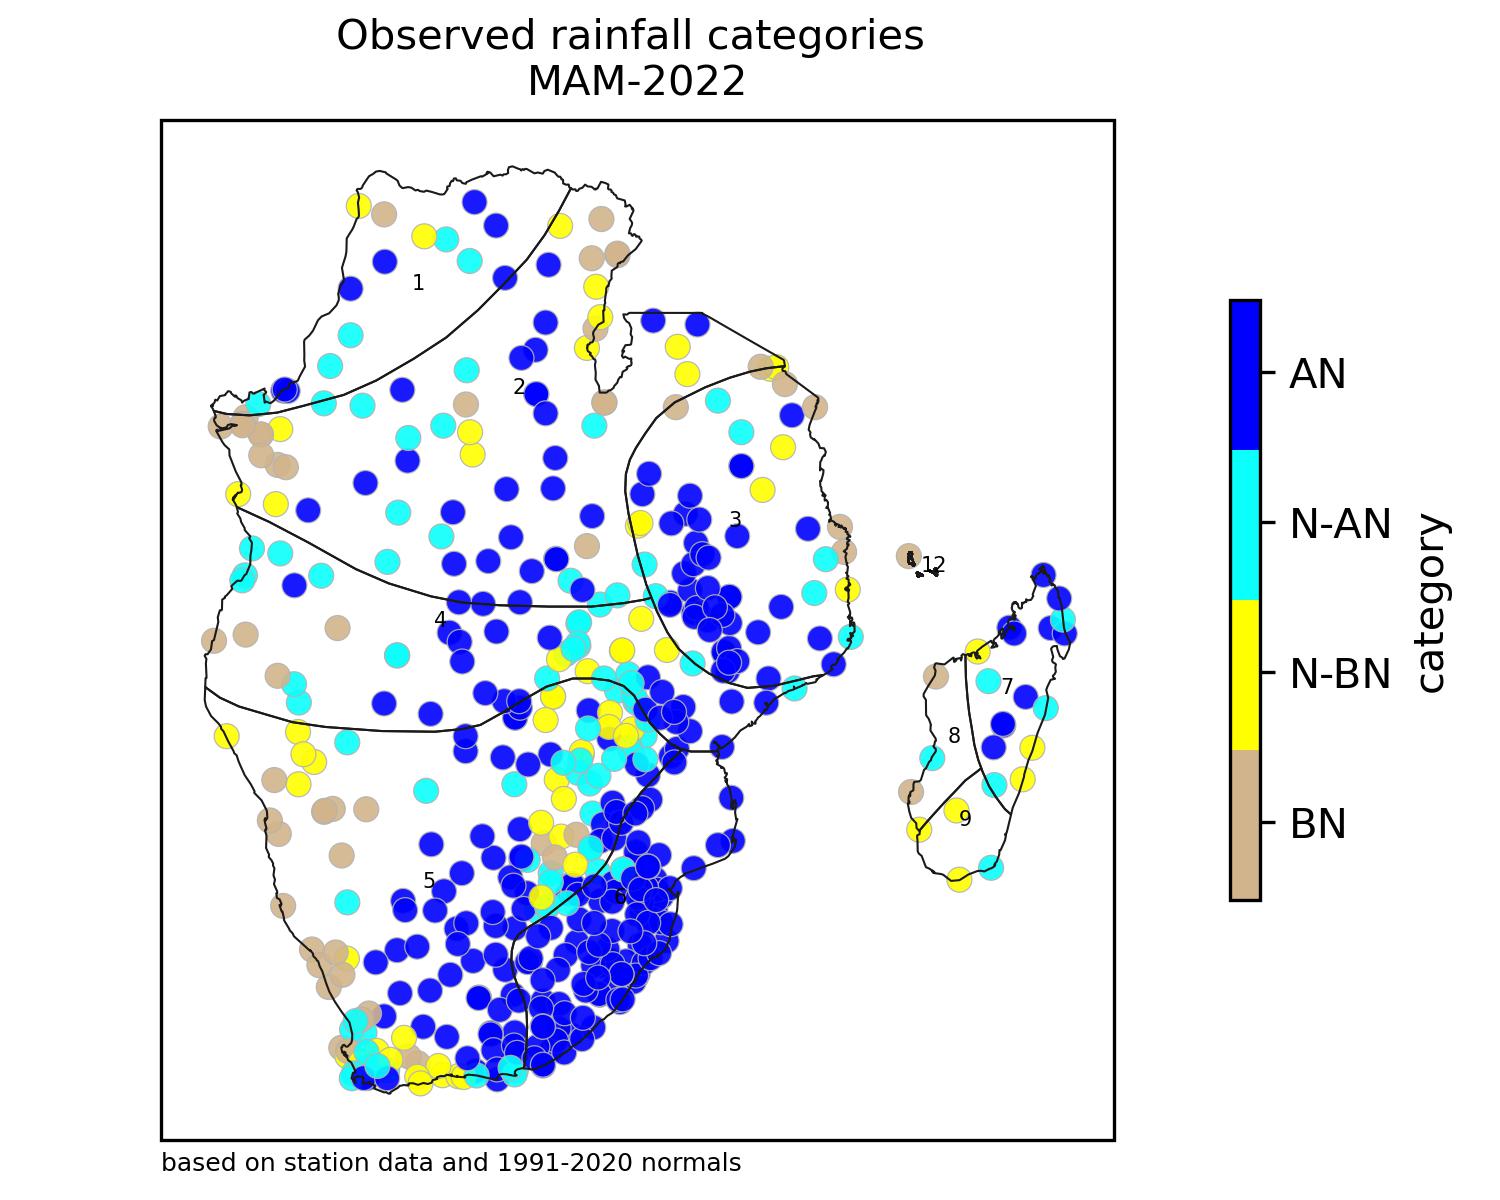 Observed rainfall categories
MAM-2022
1
2
3
4
5
6
7
8
9
12
AN
N-AN
N-BN
BN
category
based on station data and 1991-2020 normals